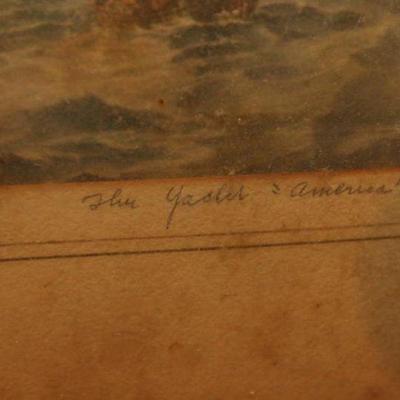 The Yacht "America"